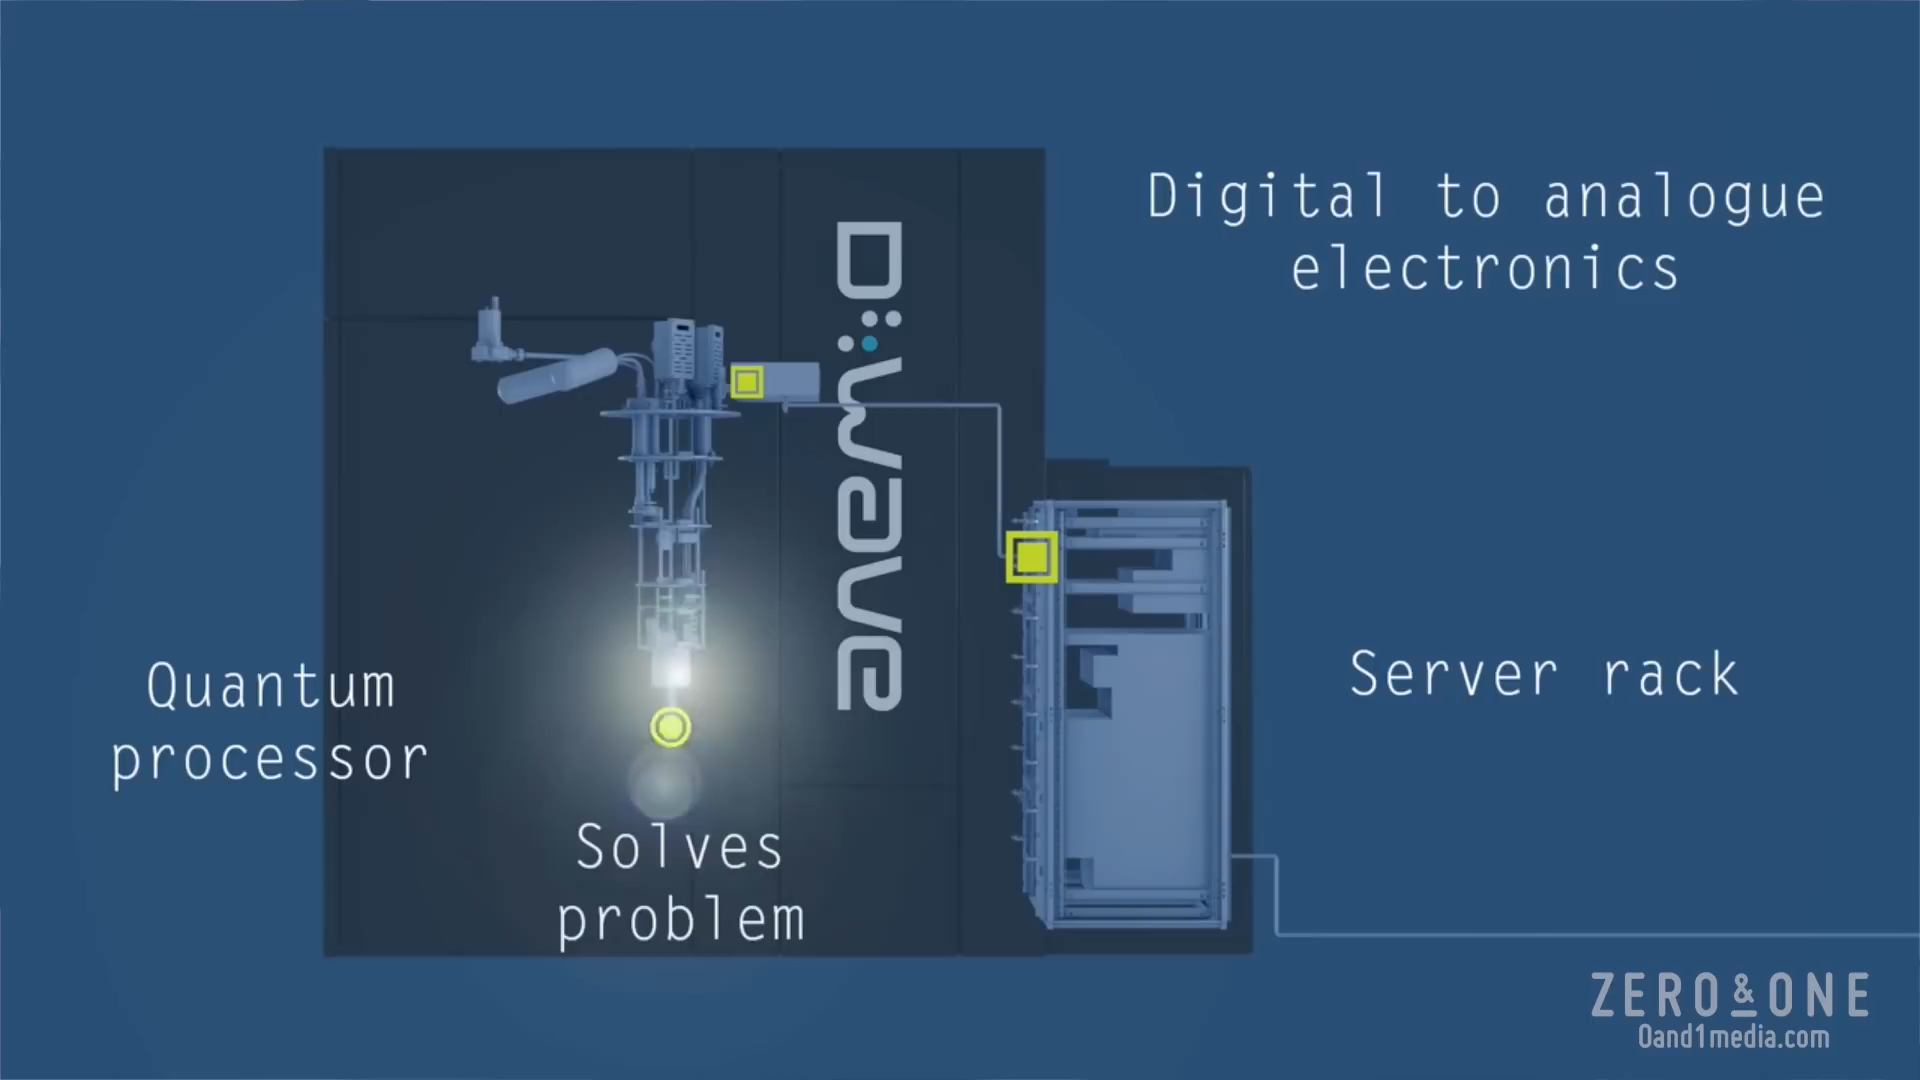 Digital to analogue
electronics
D:wave
Quantum
processor
Server rack
Solves
problem
ZERO & ONE
0and1media.com